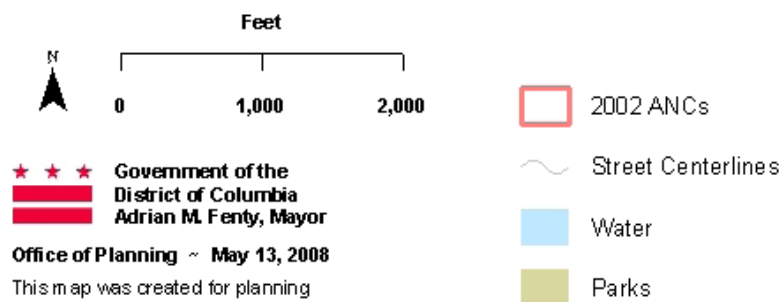 Feet
N
0 1,000 2,000
Government of the
District of Columbia
Adrian M. Fenty, Mayor
Office of Planning ~ May 13, 2008
This map was created for planning
2002 ANCs
Street Centerlines
Water
Parks